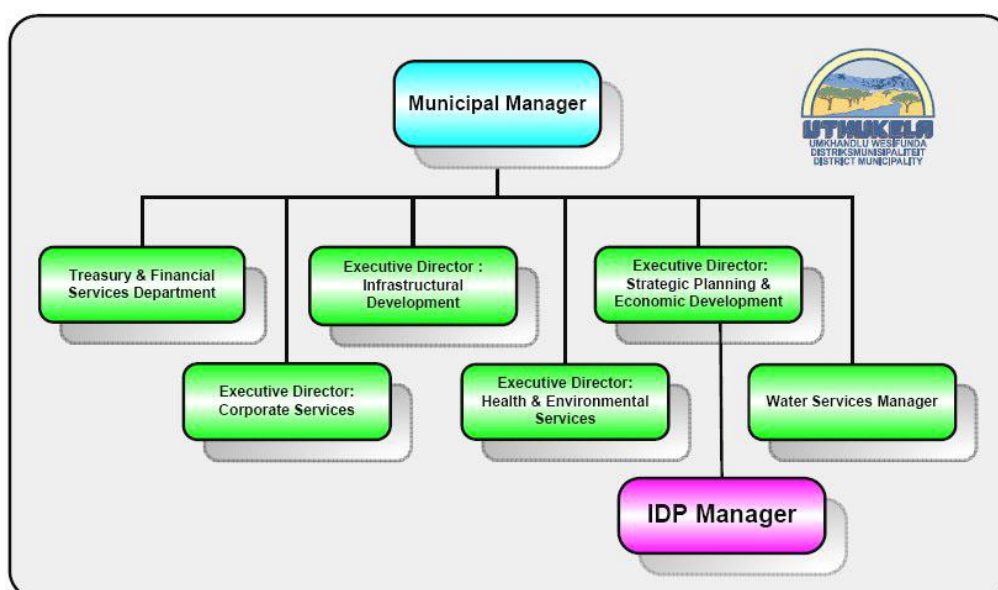 Municipal Manager
UTHUKELA
UMKHANDLU WESIFUNDA
DISTRIKSMUNISIPALITEIT
DISTRICT MUNICIPALITY
Treasury & Financial
Services Department
Executive Director :
Infrastructural
Development
Executive Director:
Strategic Planning &
Economic Development
Executive Director:
Corporate Services
Executive Director:
Health & Environmental
Services
Water Services Manager
IDP Manager